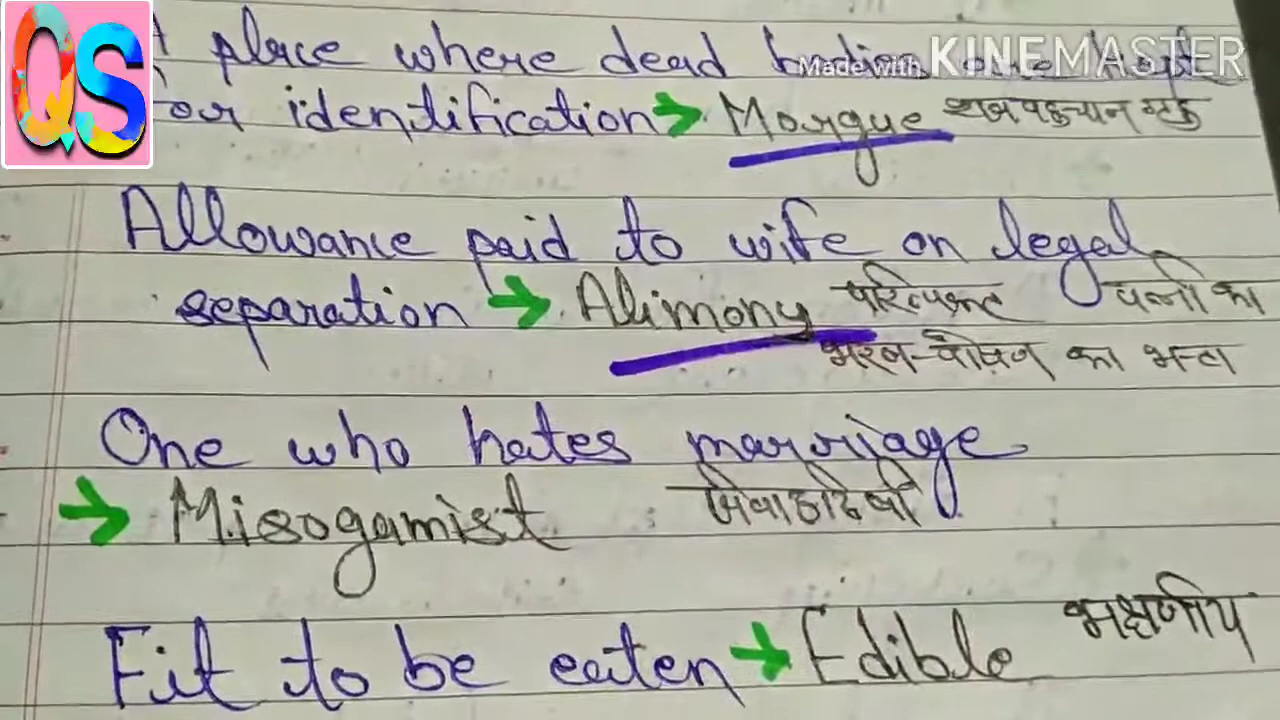 QS
A place where dead bodies are kept
Made with KINEMASTER
for identification → Morgue
Allowance paid to wife on legal
separation → Alimony परित्यक्त पत्नी का
भरण-पोषण का भत्ता
One who hates marriage
→ Misogamist
Fit to be eaten → Edible भक्षणीय